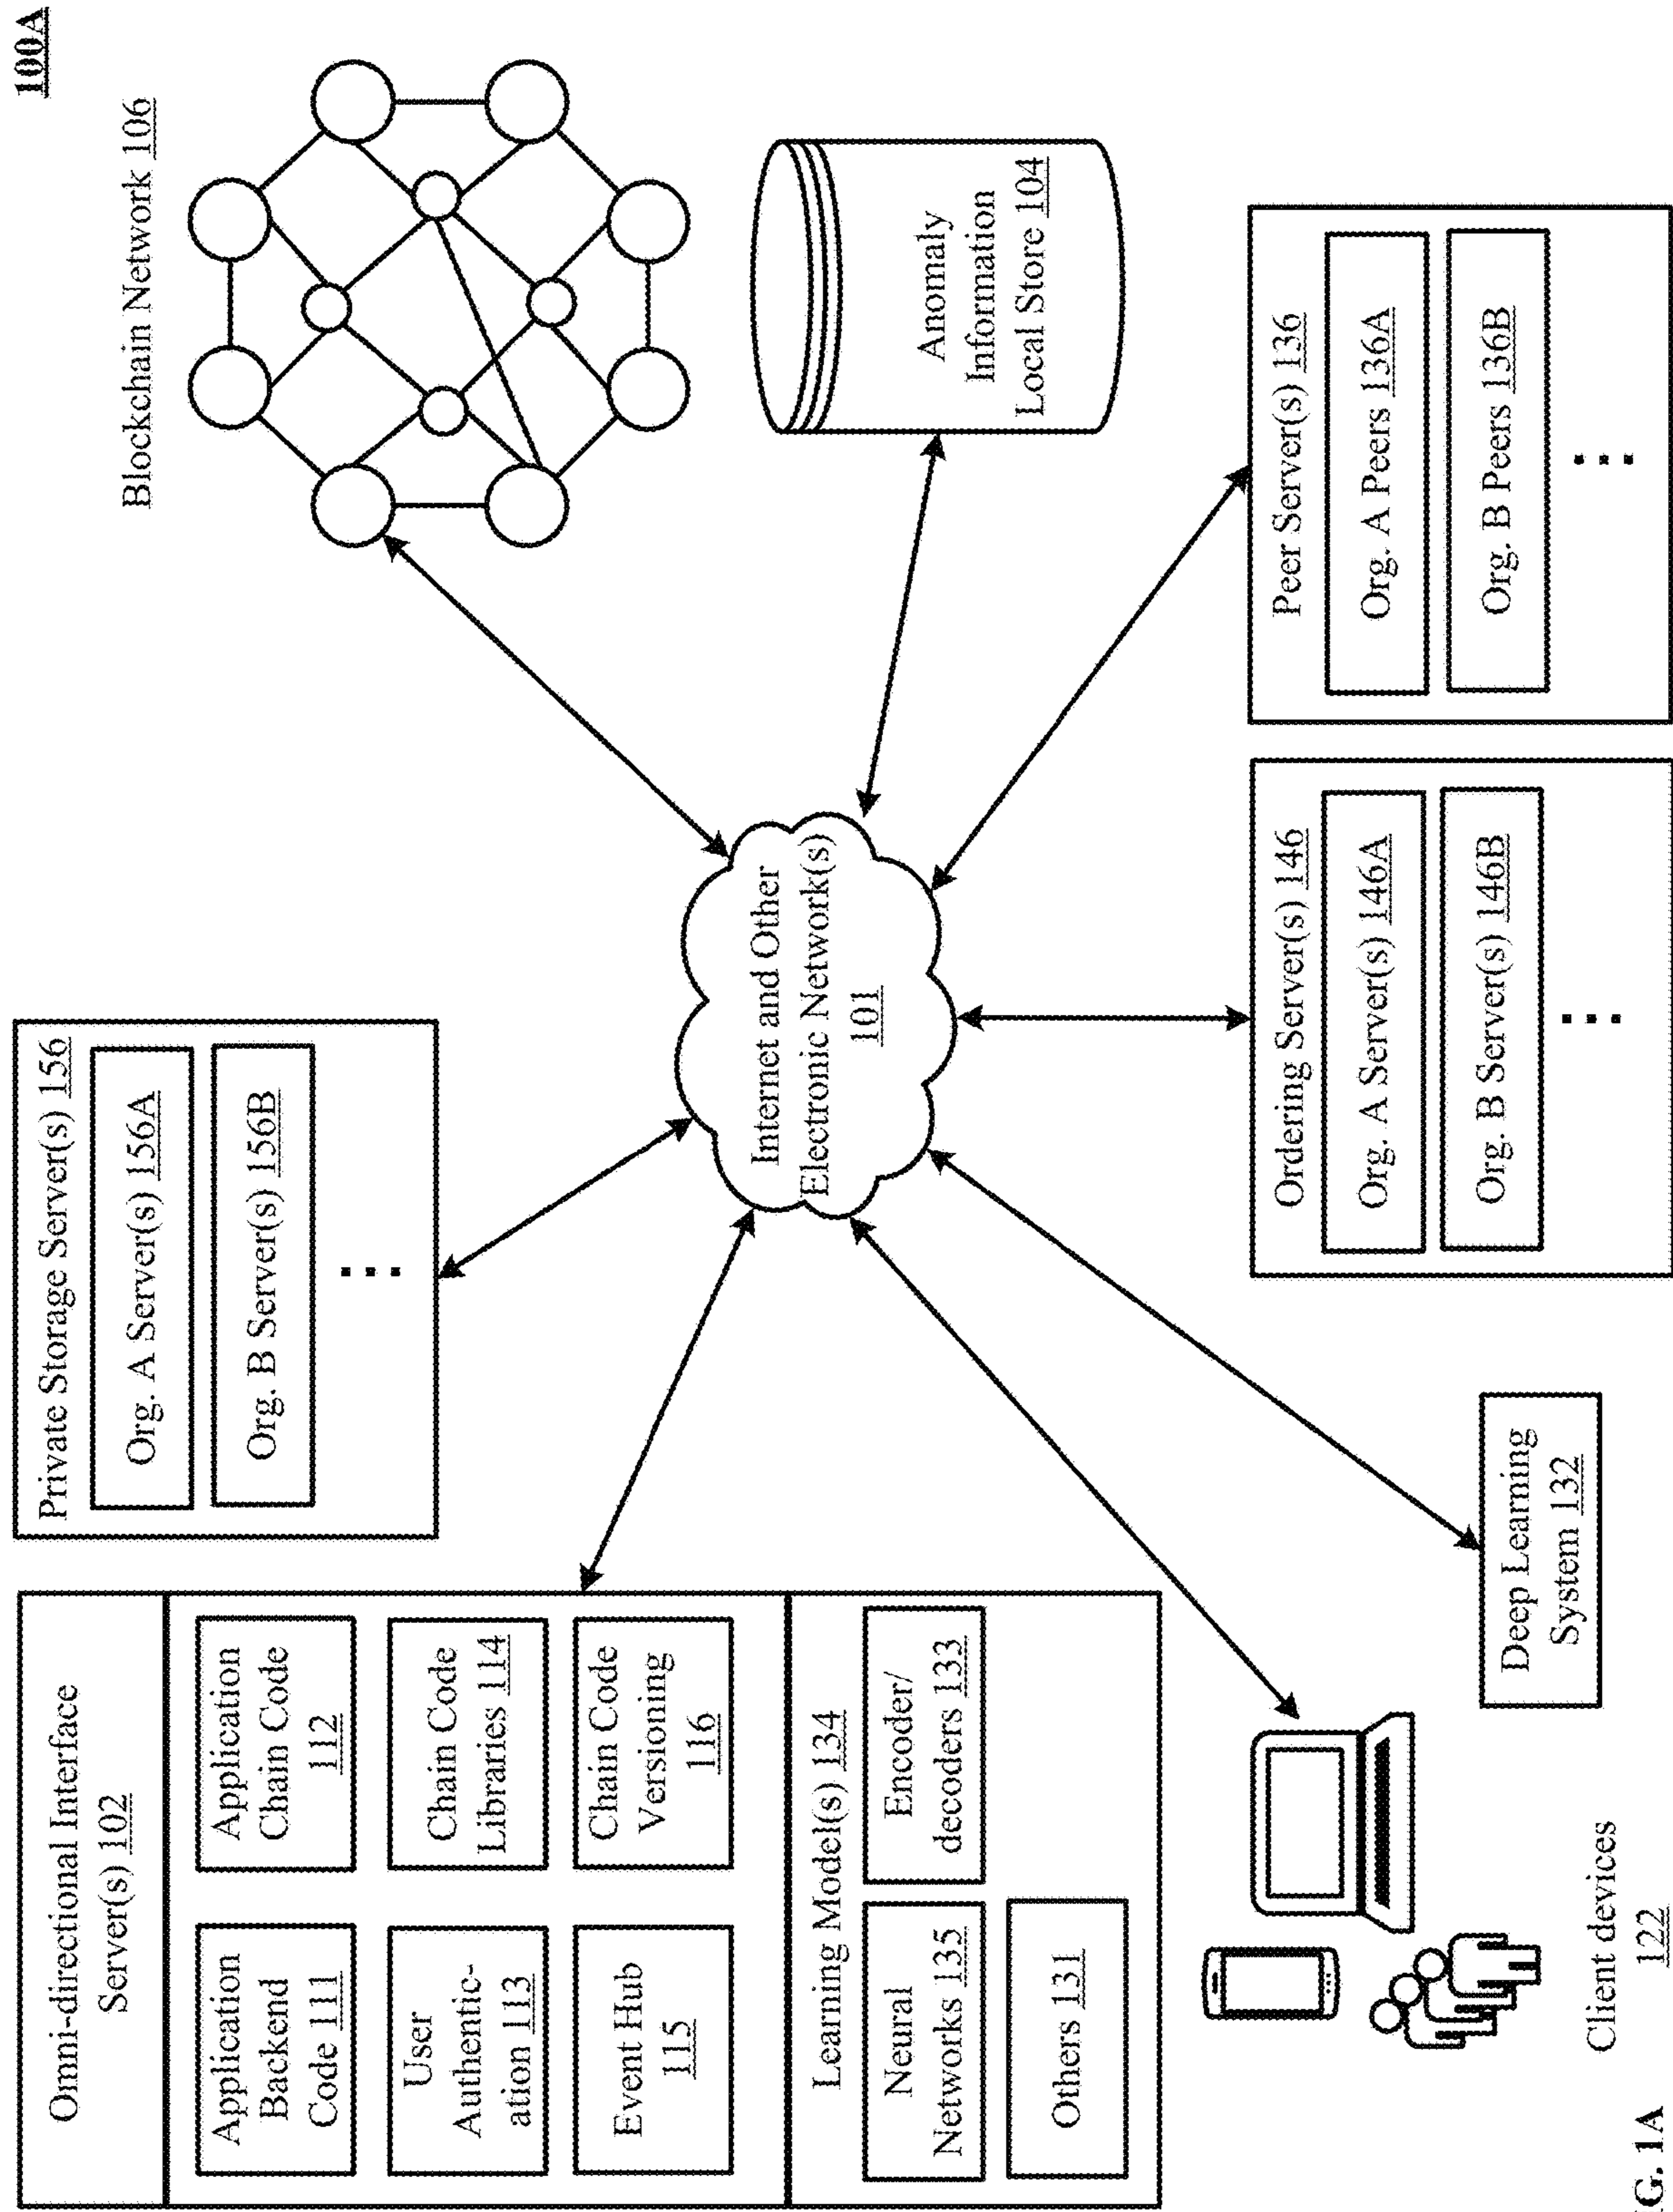 100A
Omni-directional Interface
Server(s) 102
Application
Backend
Code 111
Application
Chain Code
112
User
Authentic-
ation 113
Chain Code
Libraries 114
Event Hub
115
Chain Code
Versioning
116
Learning Model(s) 134
Neural
Networks 135
Encoder/
decoders 133
Others 131
Private Storage Server(s) 156
Org. A Server(s) 156A
Org. B Server(s) 156B
...
Blockchain Network 106
Internet and Other
Electronic Network(s)
101
Anomaly
Information
Local Store 104
Client devices
122
Deep Learning
System 132
Ordering Server(s) 146
Org. A Server(s) 146A
Org. B Server(s) 146B
...
Peer Server(s) 136
Org. A Peers 136A
Org. B Peers 136B
...
G. 1A